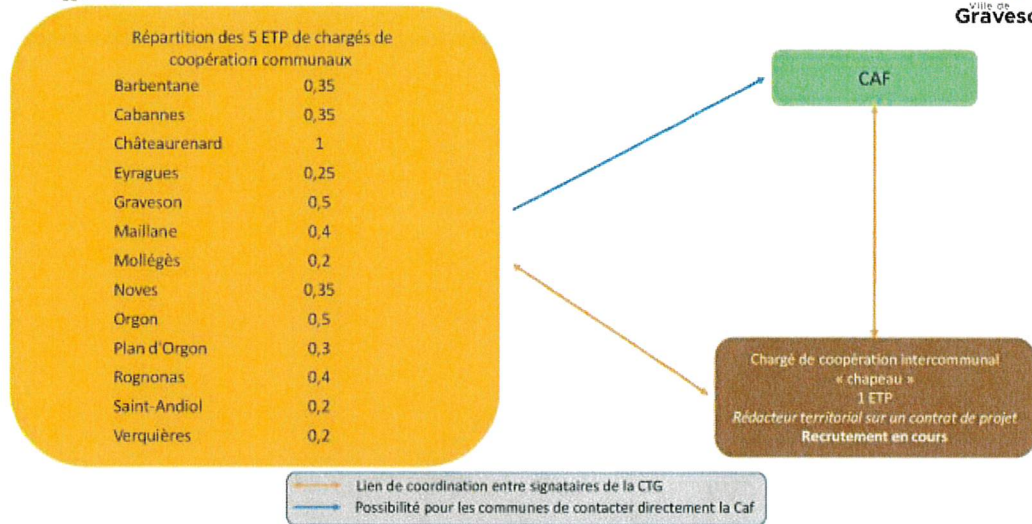 Ville de
Graveso
Répartition des 5 ETP de chargés de
coopération communaux
Barbentane 0,35
Cabannes 0,35
Châteaurenard 1
Eyragues 0,25
Graveson 0,5
Maillane 0,4
Mollégès 0,2
Noves 0,35
Orgon 0,5
Plan d'Orgon 0,3
Rognonas 0,4
Saint-Andiol 0,2
Verquières 0,2
CAF
Chargé de coopération intercommunal
« chapeau »
1 ETP
Rédacteur territorial sur un contrat de projet
Recrutement en cours
Lien de coordination entre signataires de la CTG
Possibilité pour les communes de contacter directement la Caf